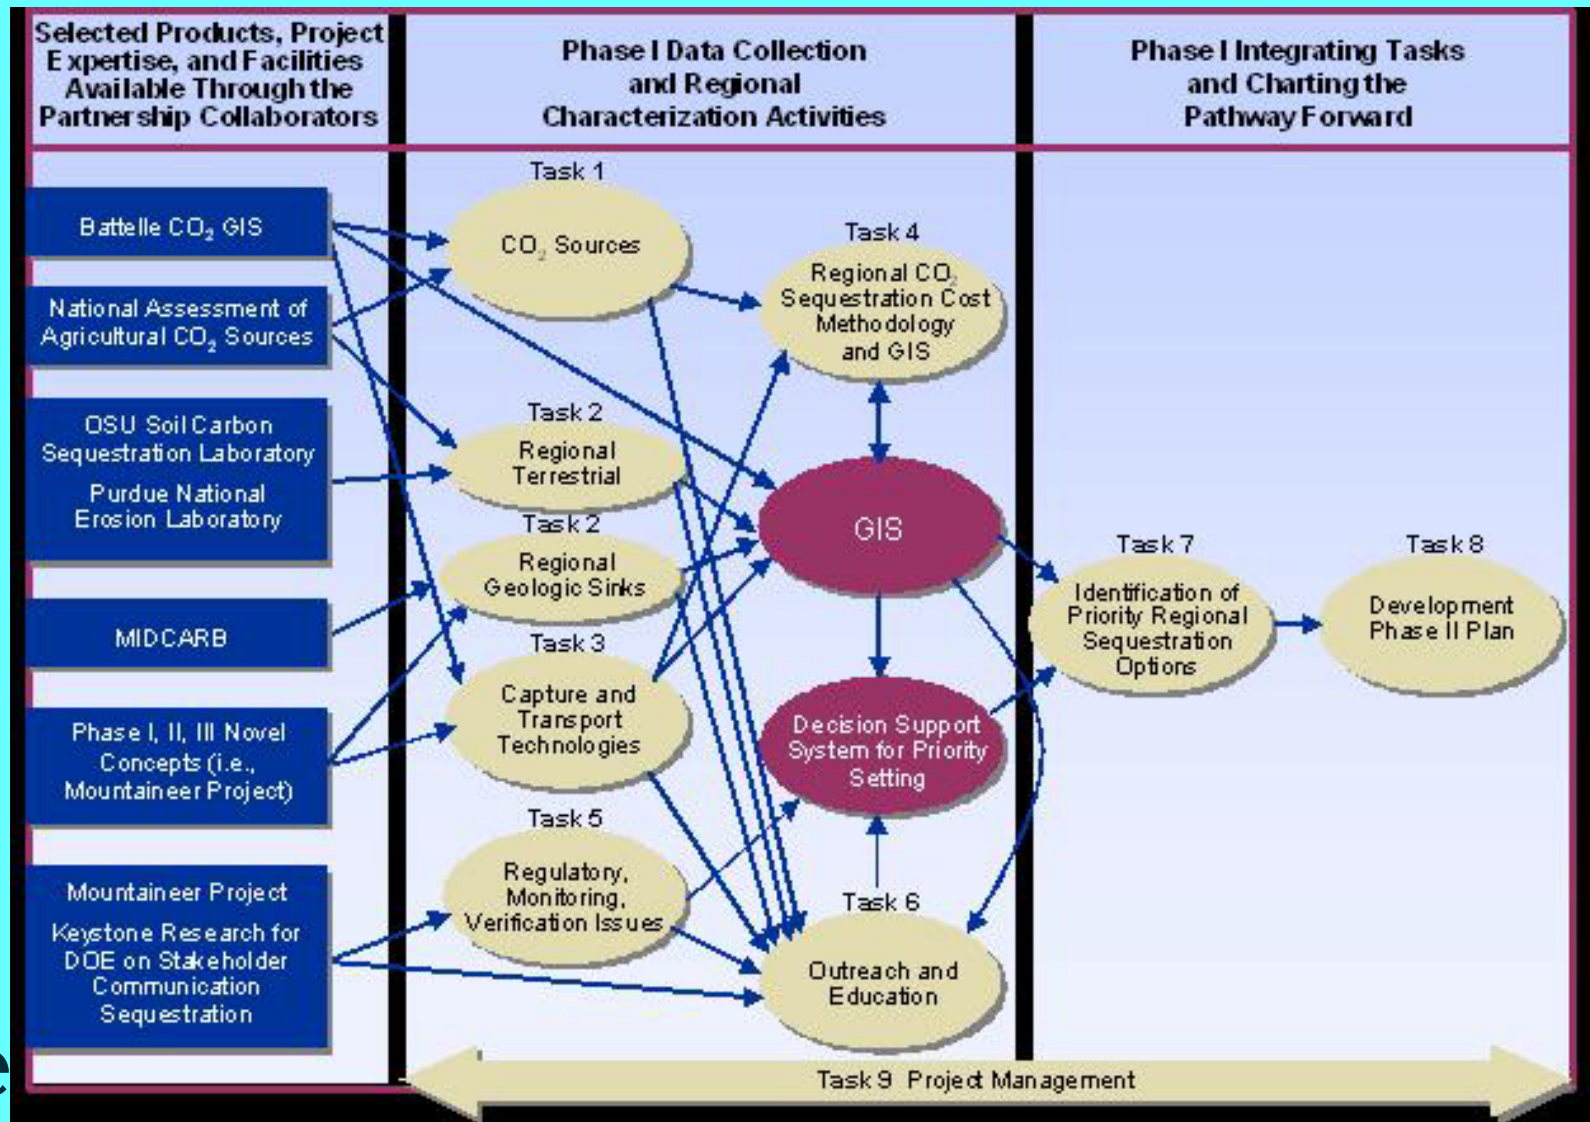 Selected Products, Project
Expertise, and Facilities
Available Through the
Partnership Collaborators
Phase I Data Collection
and Regional
Characterization Activities
Phase I Integrating Tasks
and Charting the
Pathway Forward
Battelle CO₂ GIS
National Assessment of
Agricultural CO₂ Sources
OSU Soil Carbon
Sequestration Laboratory
Purdue National
Erosion Laboratory
MIDCARB
Phase I, II, III Novel
Concepts (i.e.,
Mountaineer Project)
Mountaineer Project
Keystone Research for
DOE on Stakeholder
Communication
Sequestration
Task 1
CO₂ Sources
Task 2
Regional
Terrestrial
Task 2
Regional
Geologic Sinks
Task 3
Capture and
Transport
Technologies
Task 5
Regulatory,
Monitoring,
Verification Issues
Task 4
Regional CO₂
Sequestration Cost
Methodology
and GIS
GIS
Decision Support
System for Priority
Setting
Task 6
Outreach and
Education
Task 7
Identification of
Priority Regional
Sequestration
Options
Task 8
Development
Phase II Plan
Task 9 Project Management
e